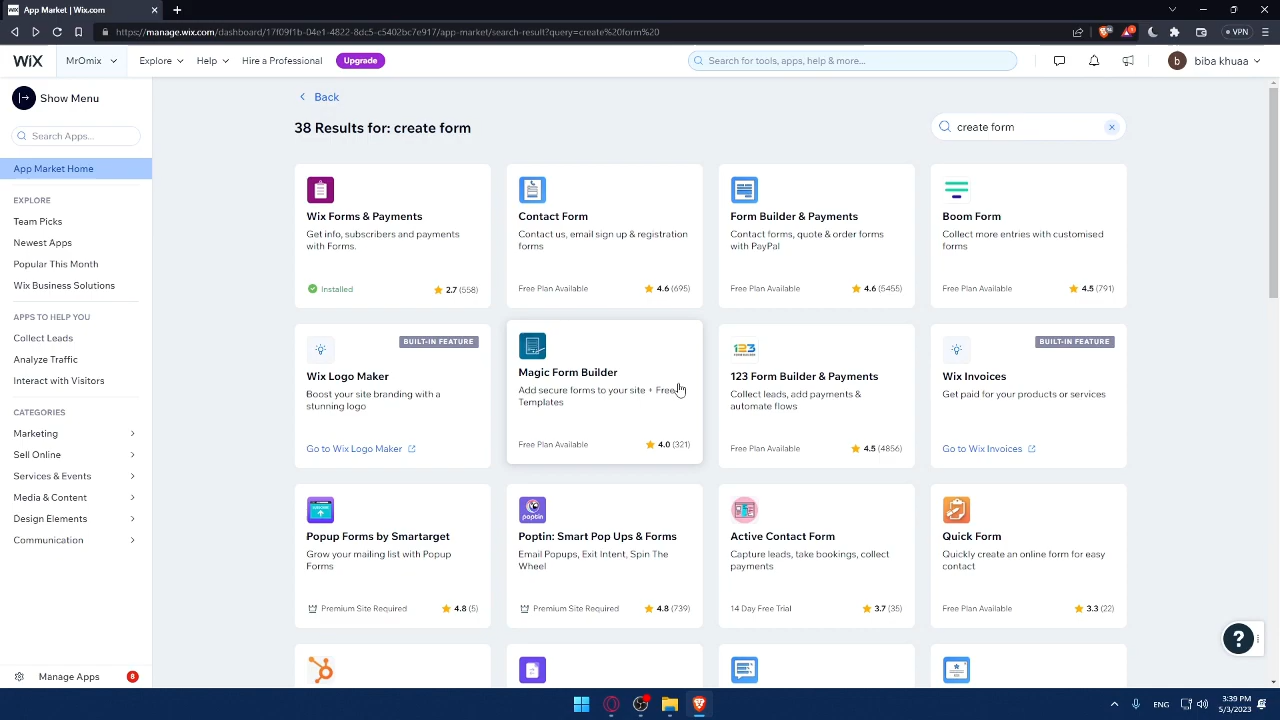 App Market | Wix.com
https://manage.wix.com/dashboard/17f09f1b-04e1-4822-8dc5-c5402bc7e917/app-market/search-result?query=create%20form%20
VPN
WiX
MrOmix
Explore
Help
Hire a Professional
Upgrade
Search for tools, apps, help & more...
b
biba khuaa
Show Menu
Search Apps...
App Market Home
EXPLORE
Team Picks
Newest Apps
Popular This Month
Wix Business Solutions
APPS TO HELP YOU
Collect Leads
Analyze Traffic
Interact with Visitors
CATEGORIES
Marketing
Sell Online
Services & Events
Media & Content
Design Elements
Communication
Manage Apps
8
Back
38 Results for: create form
create form
Wix Forms & Payments
Get info, subscribers and payments
with Forms.
Installed
2.7 (558)
Contact Form
Contact us, email sign up & registration
forms
Free Plan Available
4.6 (695)
Form Builder & Payments
Contact forms, quote & order forms
with PayPal
Free Plan Available
4.6 (5455)
Boom Form
Collect more entries with customised
forms
Free Plan Available
4.5 (791)
BUILT-IN FEATURE
Wix Logo Maker
Boost your site branding with a
stunning logo
Go to Wix Logo Maker
Magic Form Builder
Add secure forms to your site + Free
Templates
Free Plan Available
4.0 (321)
123
123 Form Builder & Payments
Collect leads, add payments &
automate flows
Free Plan Available
4.5 (4856)
BUILT-IN FEATURE
Wix Invoices
Get paid for your products or services
Go to Wix Invoices
Popup Forms by Smartarget
Grow your mailing list with Popup
Forms
Premium Site Required
4.8 (5)
poptin
Poptin: Smart Pop Ups & Forms
Email Popups, Exit Intent, Spin The
Wheel
Premium Site Required
4.8 (739)
Active Contact Form
Capture leads, take bookings, collect
payments
14 Day Free Trial
3.7 (35)
Quick Form
Quickly create an online form for easy
contact
Free Plan Available
3.3 (22)
?
ENG
3:39 PM
5/7/2023